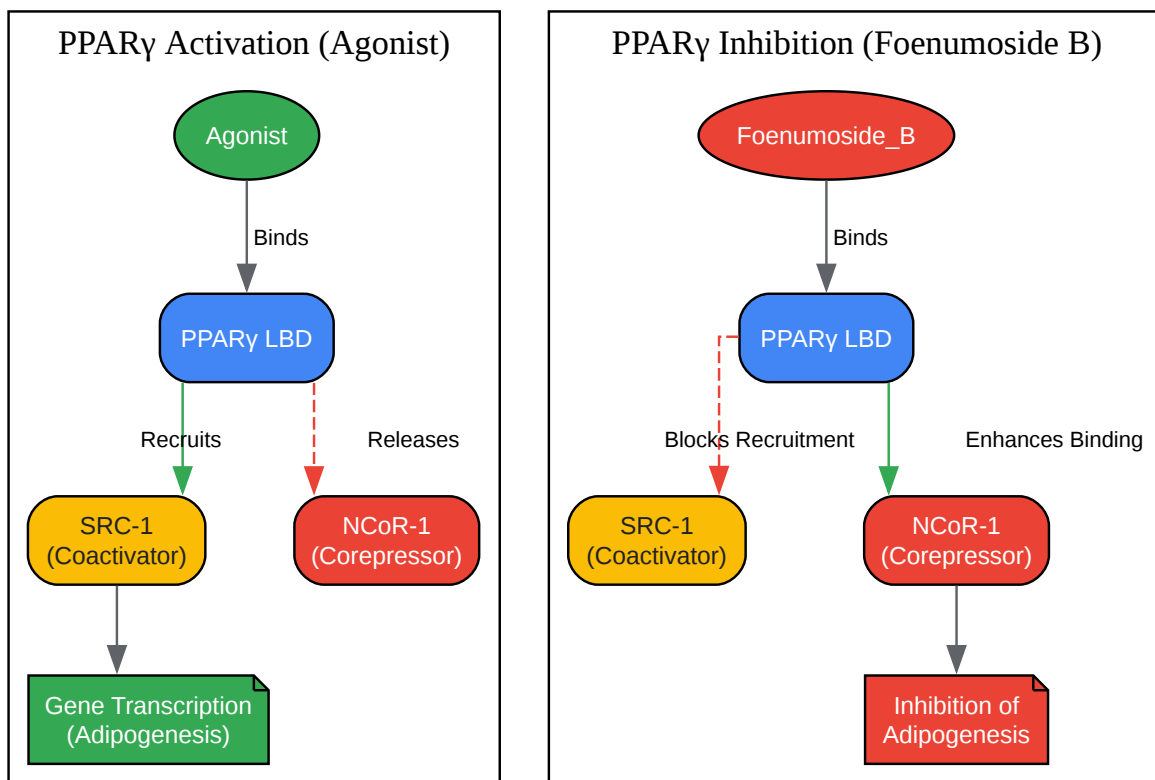 PPARγ Activation (Agonist)
Agonist
Binds
PPARγ LBD
Recruits
Releases
SRC-1
(Coactivator)
NCoR-1
(Corepressor)
Gene Transcription
(Adipogenesis)
PPARγ Inhibition (Foenumoside B)
Foenumoside_B
Binds
PPARγ LBD
Blocks Recruitment
Enhances Binding
SRC-1
(Coactivator)
NCoR-1
(Corepressor)
Inhibition of
Adipogenesis